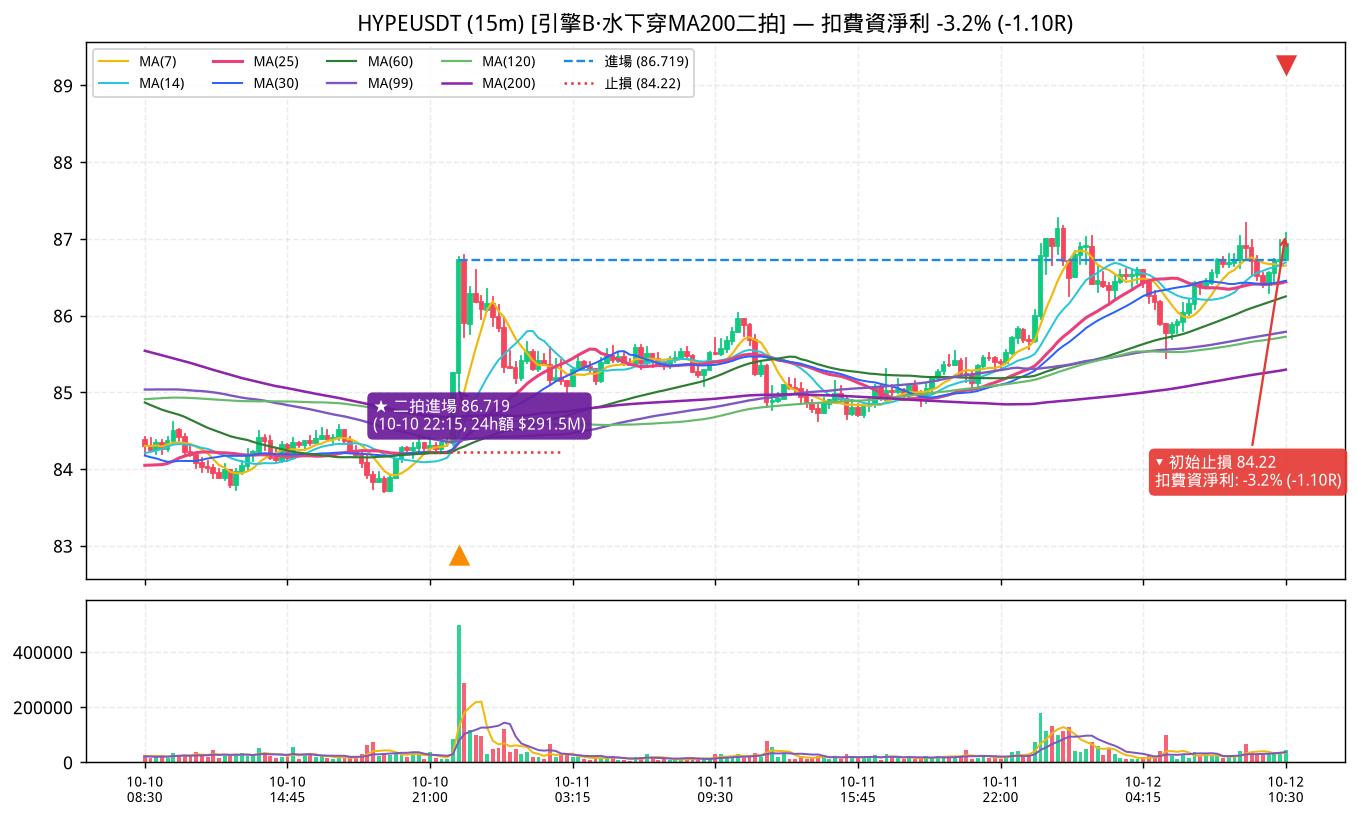 HYPEUSDT (15m) [引擎B·水下穿MA200二拍] — 扣費資淨利 -3.2% (-1.10R)
MA(7)
MA(14)
MA(25)
MA(30)
MA(60)
MA(99)
MA(120)
MA(200)
進場 (86.719)
止損 (84.22)
89
88
87
86
85
84
83
★ 二拍進場 86.719
(10-10 22:15, 24h額 $291.5M)
▼ 初始止損 84.22
扣費資淨利: -3.2% (-1.10R)
400000
200000
0
10-10
08:30
10-10
14:45
10-10
21:00
10-11
03:15
10-11
09:30
10-11
15:45
10-11
22:00
10-12
04:15
10-12
10:30